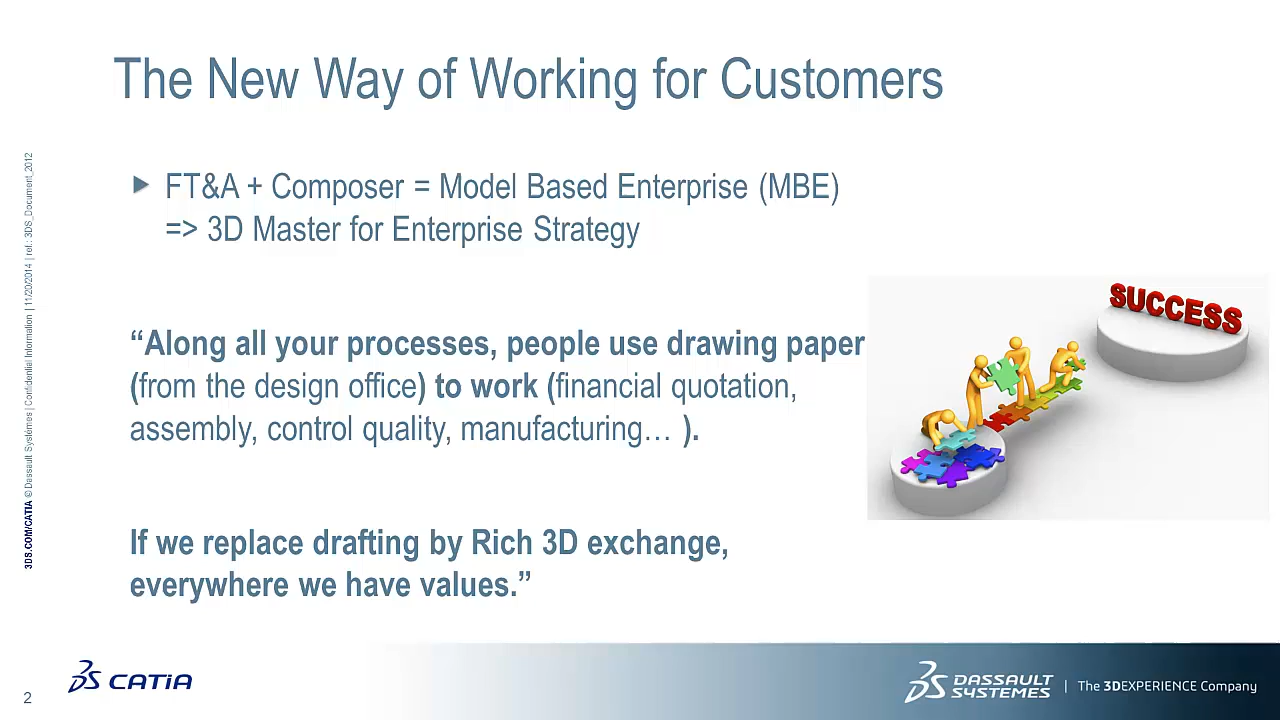 The New Way of Working for Customers
FT&A + Composer = Model Based Enterprise (MBE)
=> 3D Master for Enterprise Strategy
“Along all your processes, people use drawing paper
(from the design office) to work (financial quotation,
assembly, control quality, manufacturing… ).
If we replace drafting by Rich 3D exchange,
everywhere we have values.”
SUCCESS
3DS.COM/CATIA © Dassault Systèmes | Confidential Information | 11/20/2014 | ref.: 3DS_Document_2012
2
CATIA
DASSAULT
SYSTEMES
| The 3DEXPERIENCE Company